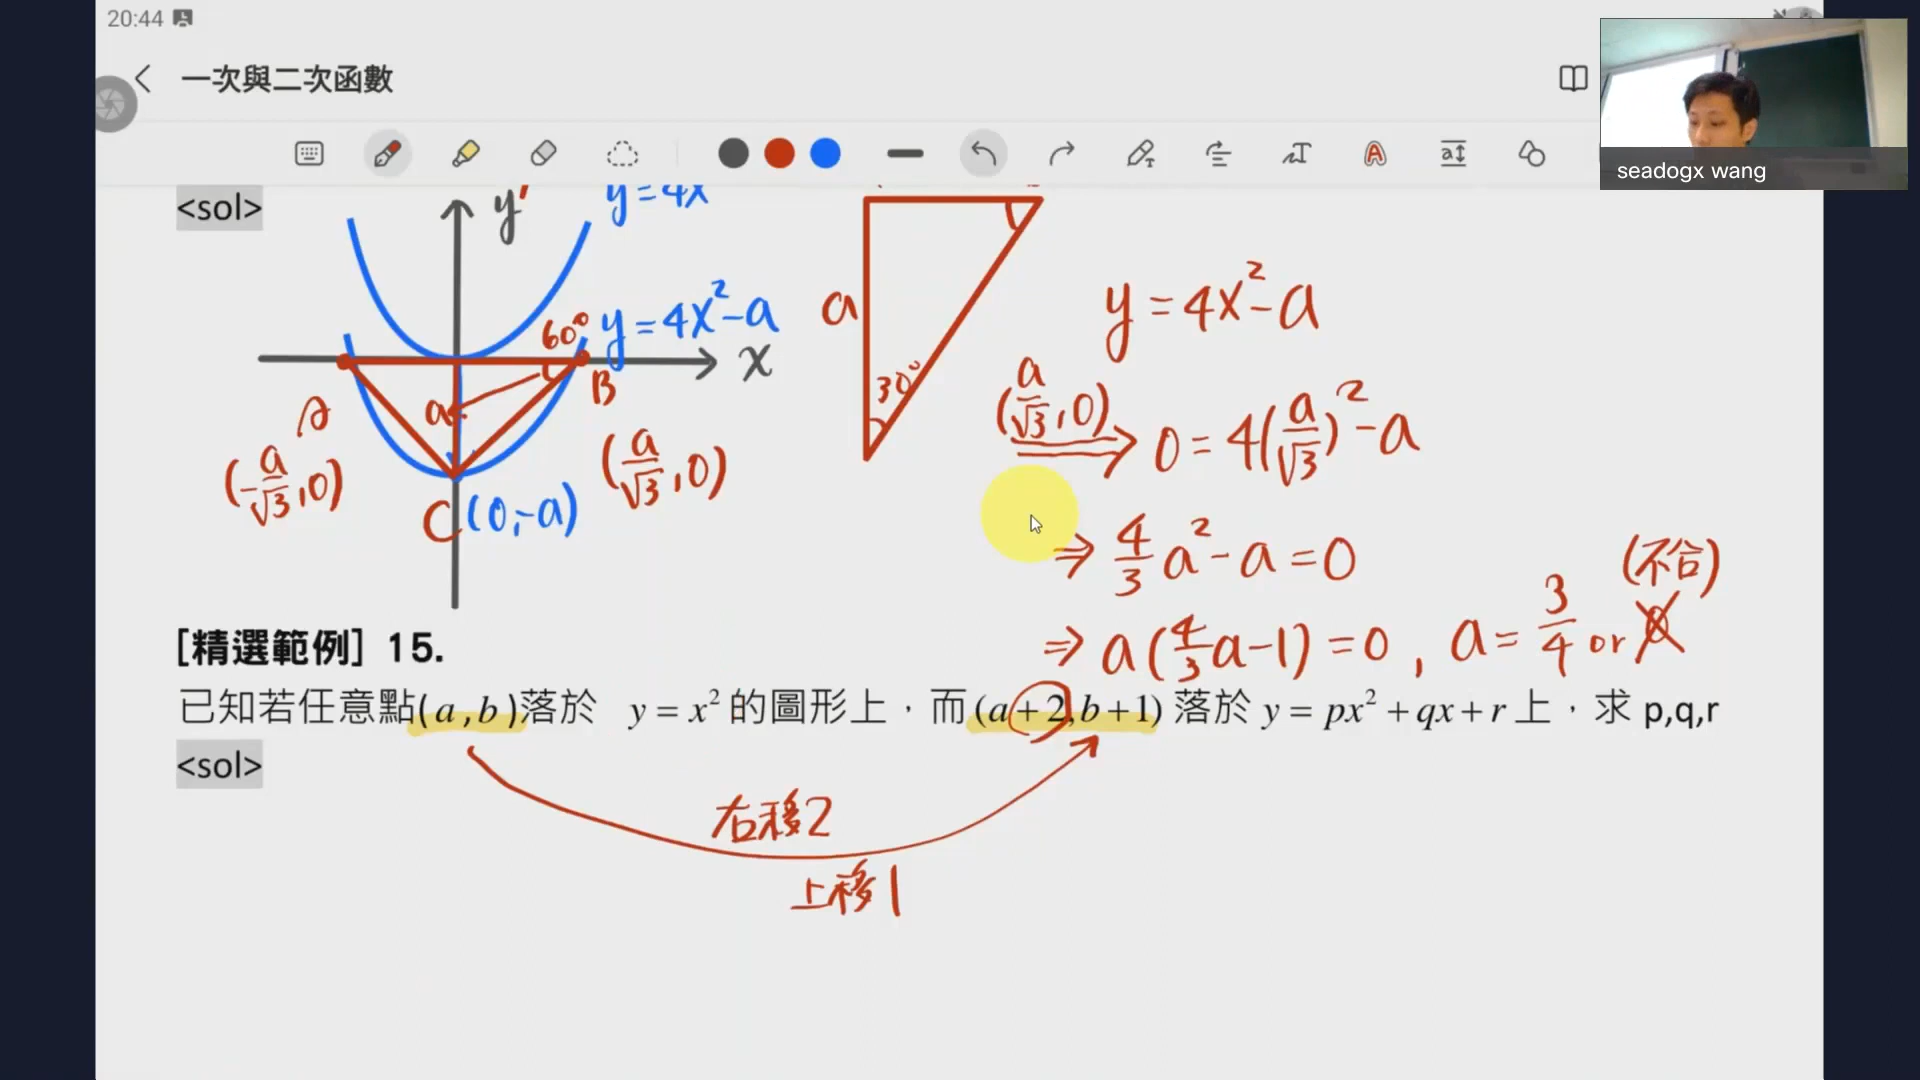 20:44
一次與二次函數
seadogx wang
<sol>
y
y=4x
y=4x²-a
x
60°
a
A
B
C(0,-a)
(-a/√3,0)
(a/√3,0)
a
30°
y=4x²-a
(a/√3,0) ⇒ 0=4(a/√3)²-a
⇒ 4/3a²-a=0
⇒ a(4/3a-1)=0, a=3/4 or 0 (不合)
[精選範例] 15.
已知若任意點(a,b)落於 y=x²的圖形上，而(a+2,b+1) 落於 y=px²+qx+r上，求 p,q,r
<sol>
右移2
上移1